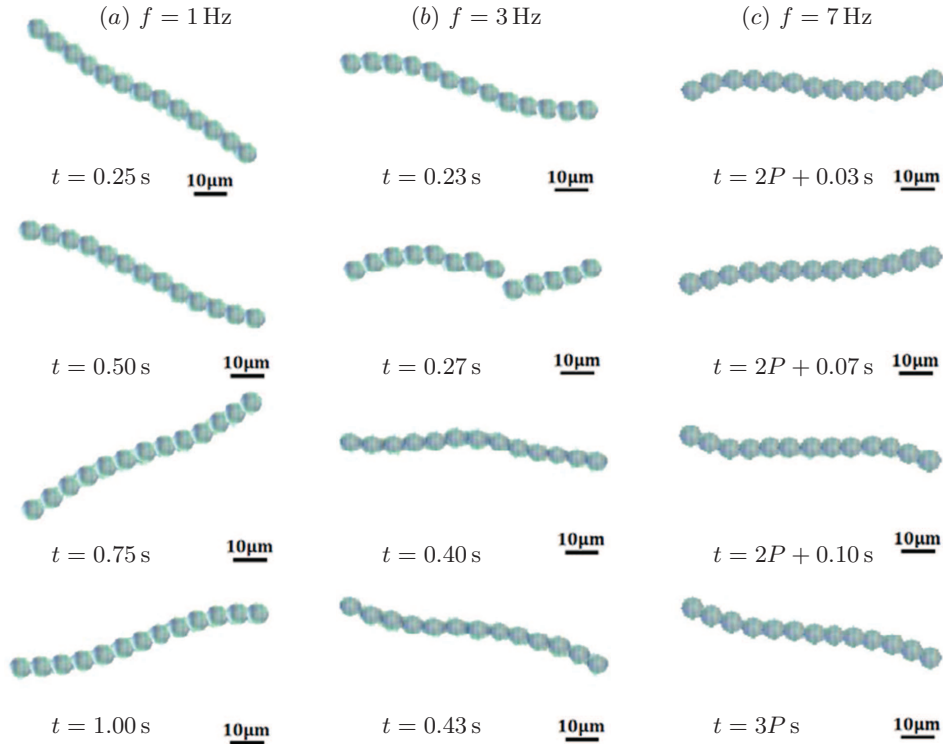 (a) f = 1 Hz (b) f = 3 Hz (c) f = 7 Hz
t = 0.25 s 10μm t = 0.23 s 10μm t = 2P + 0.03 s 10μm
t = 0.50 s 10μm t = 0.27 s 10μm t = 2P + 0.07 s 10μm
t = 0.75 s 10μm t = 0.40 s 10μm t = 2P + 0.10 s 10μm
t = 1.00 s 10μm t = 0.43 s 10μm t = 3P s 10μm